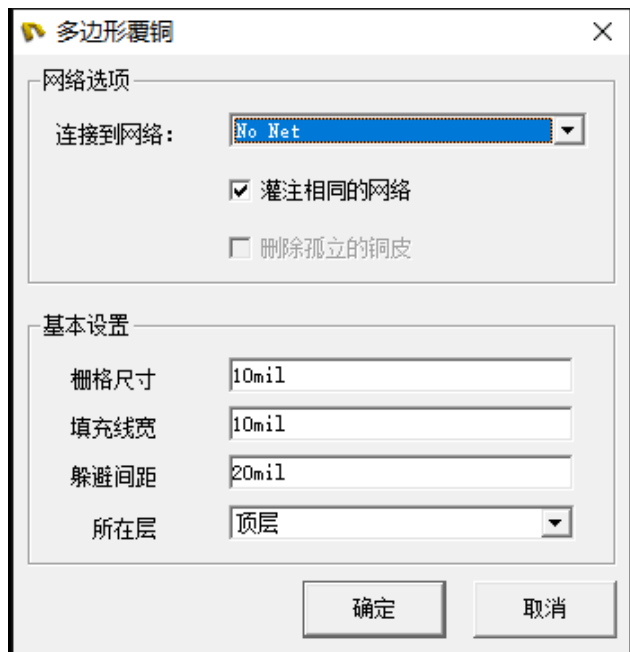 多边形覆铜
网络选项
连接到网络: No Net
灌注相同的网络
删除孤立的铜皮
基本设置
栅格尺寸 10mil
填充线宽 10mil
躲避间距 20mil
所在层 顶层
确定 取消